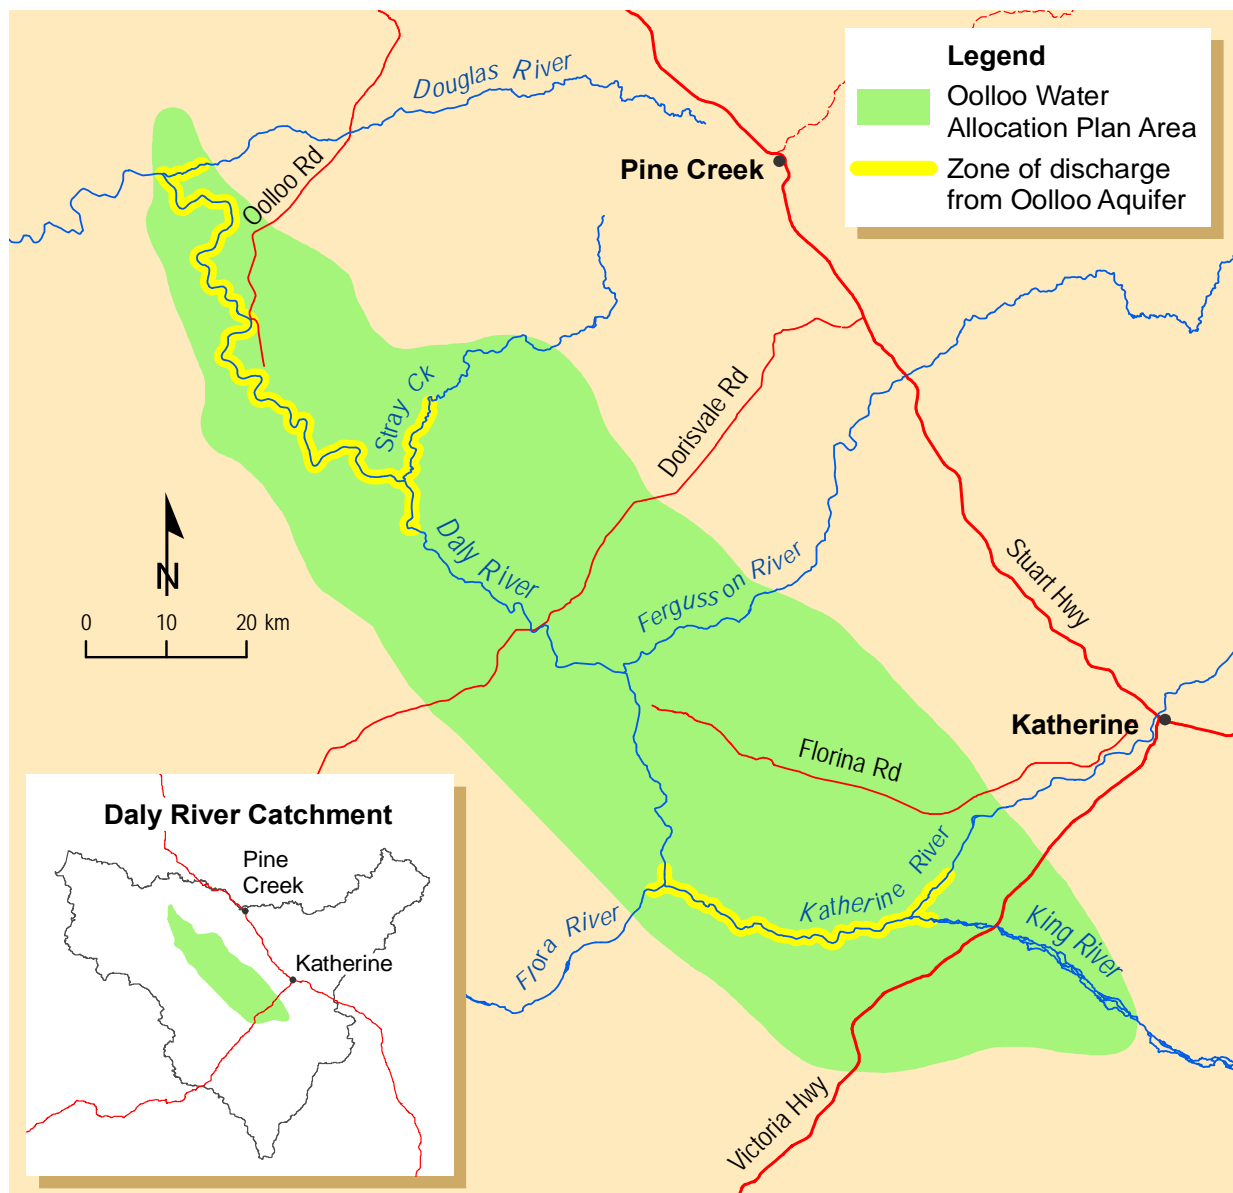 Legend
Oolloo Water
Allocation Plan Area
Zone of discharge
from Oolloo Aquifer
Douglas River
Pine Creek
Oolloo Rd
Stray Ck
Dorisvale Rd
Daly River
Fergusson River
Stuart Hwy
N
0 10 20 km
Katherine
Florina Rd
Katherine River
King River
Flora River
Victoria Hwy
Daly River Catchment
Pine
Creek
Katherine